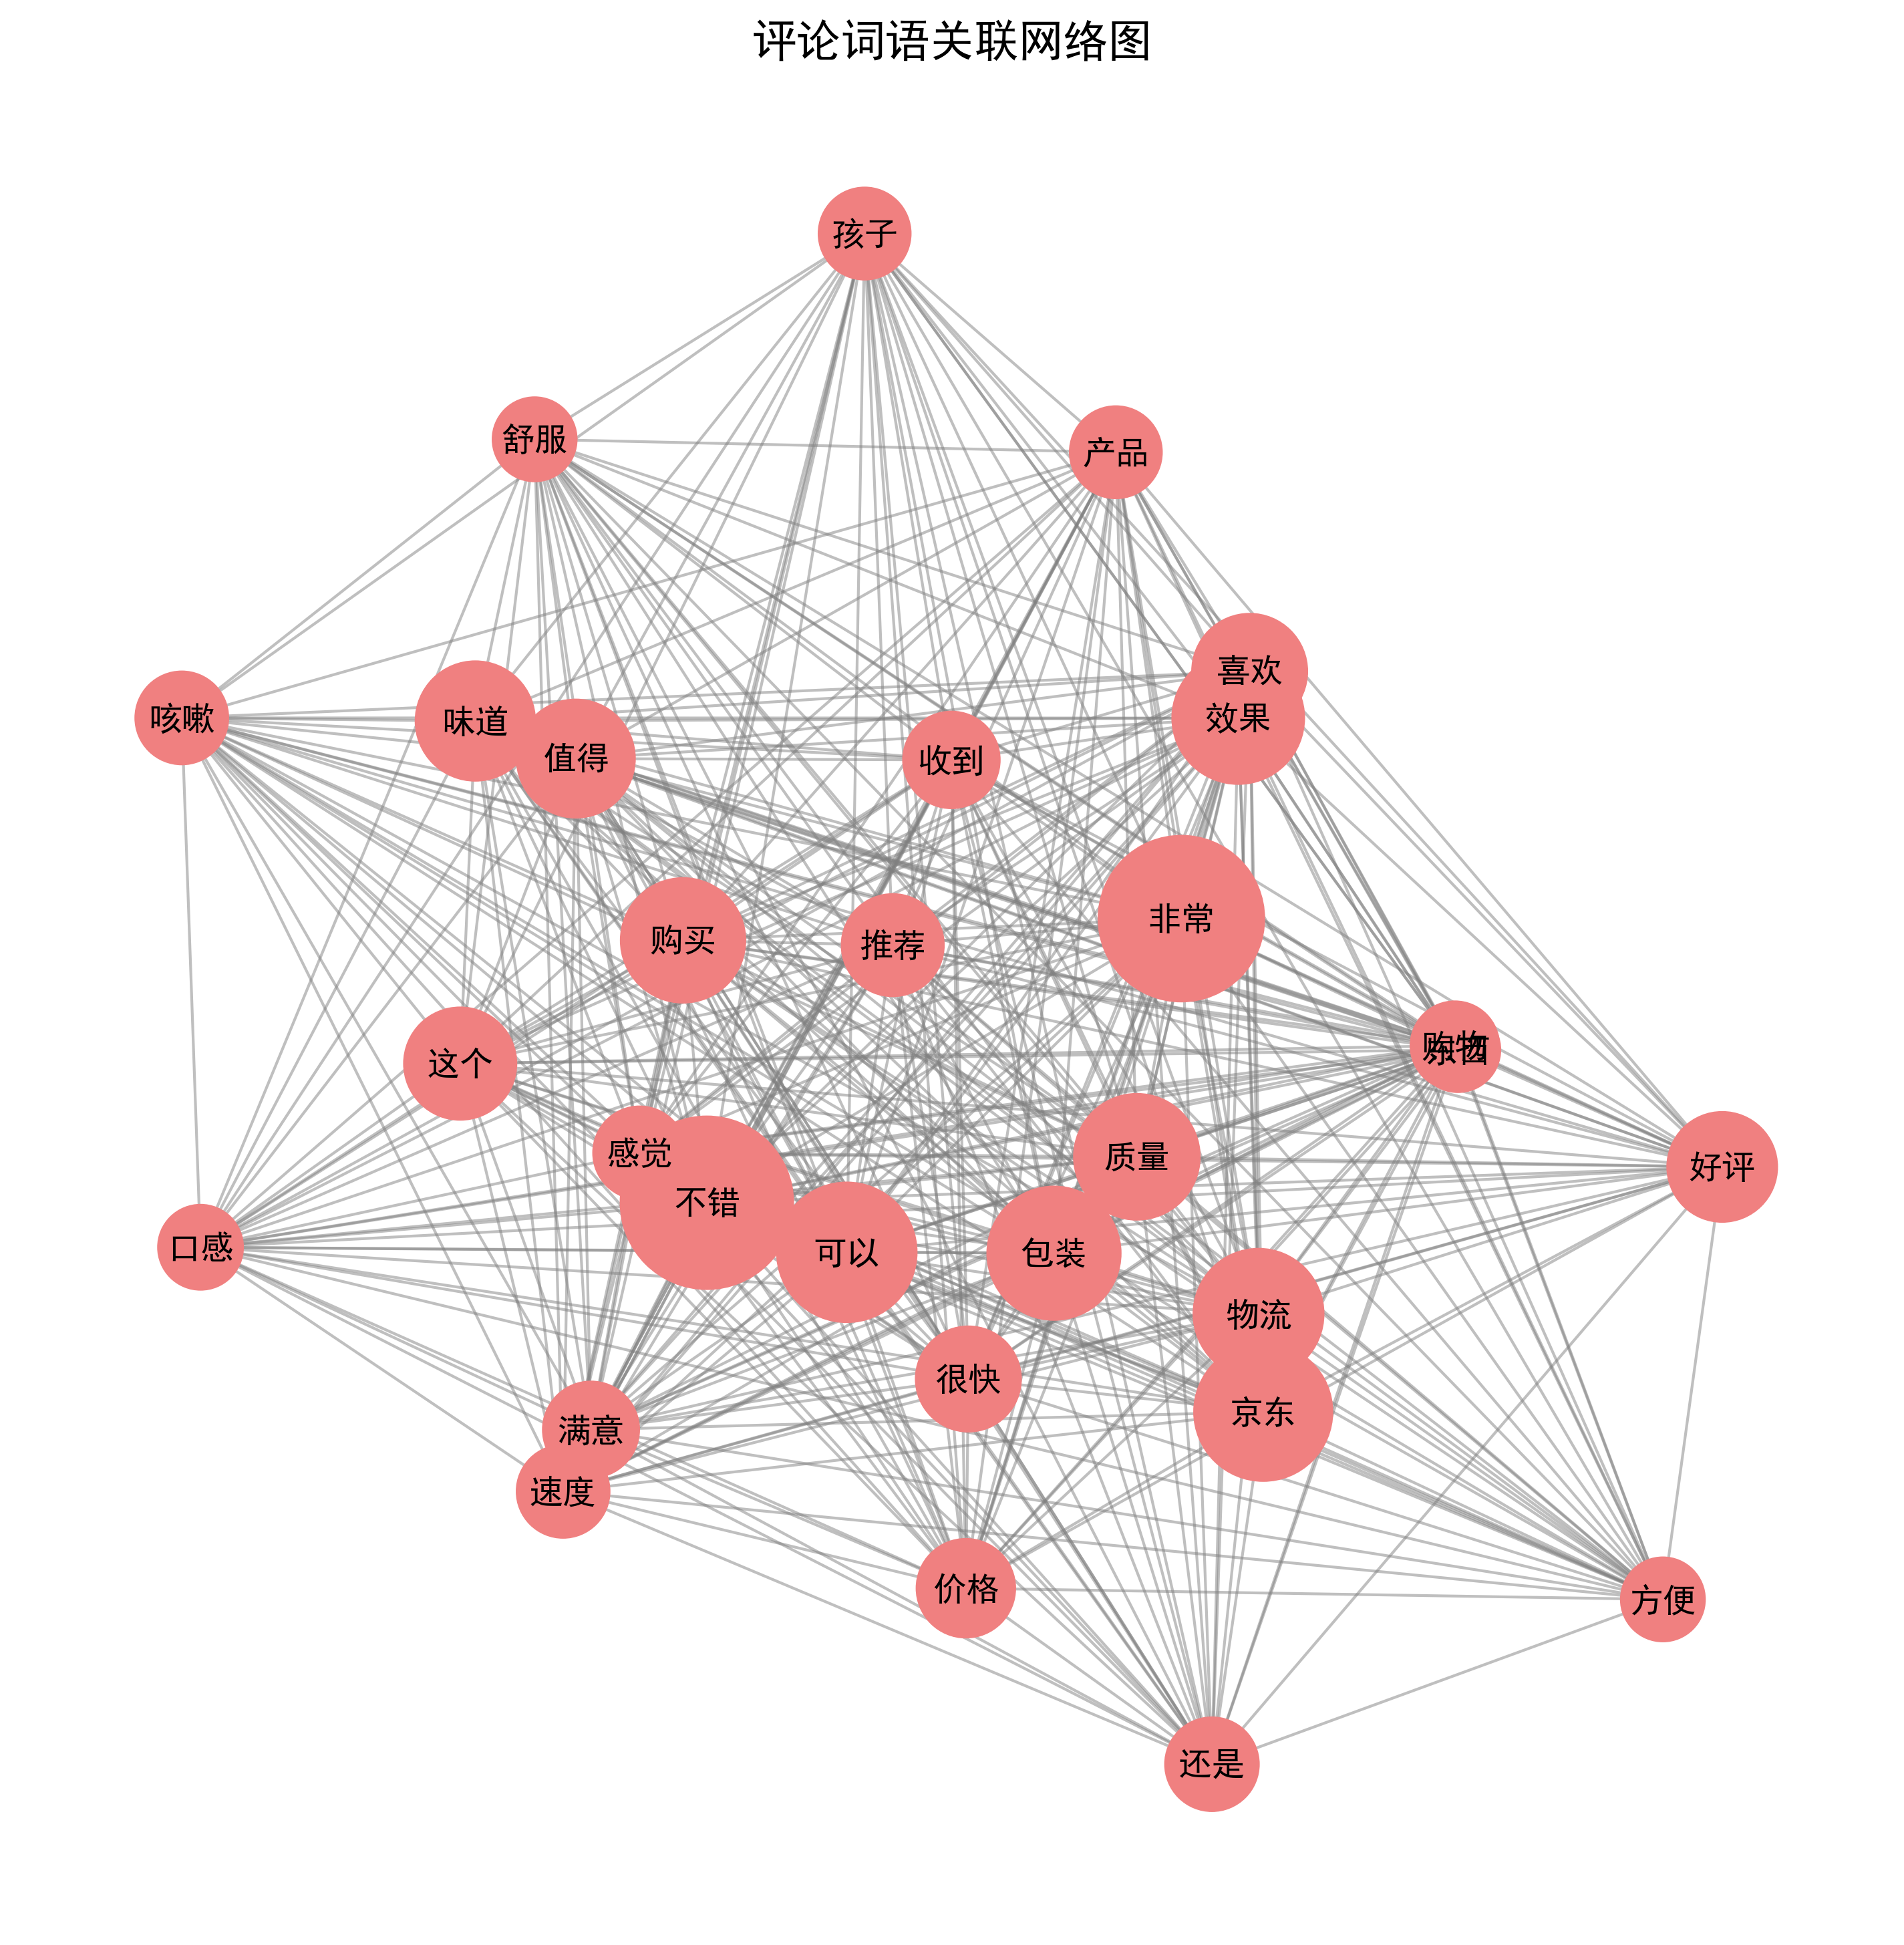 评论词语关联网络图
孩子
舒服
产品
喜欢
咳嗽
味道
效果
值得
收到
非常
购买
推荐
购物
东西
这个
感觉
质量
好评
不错
口感
可以
包装
物流
很快
京东
满意
速度
价格
方便
还是